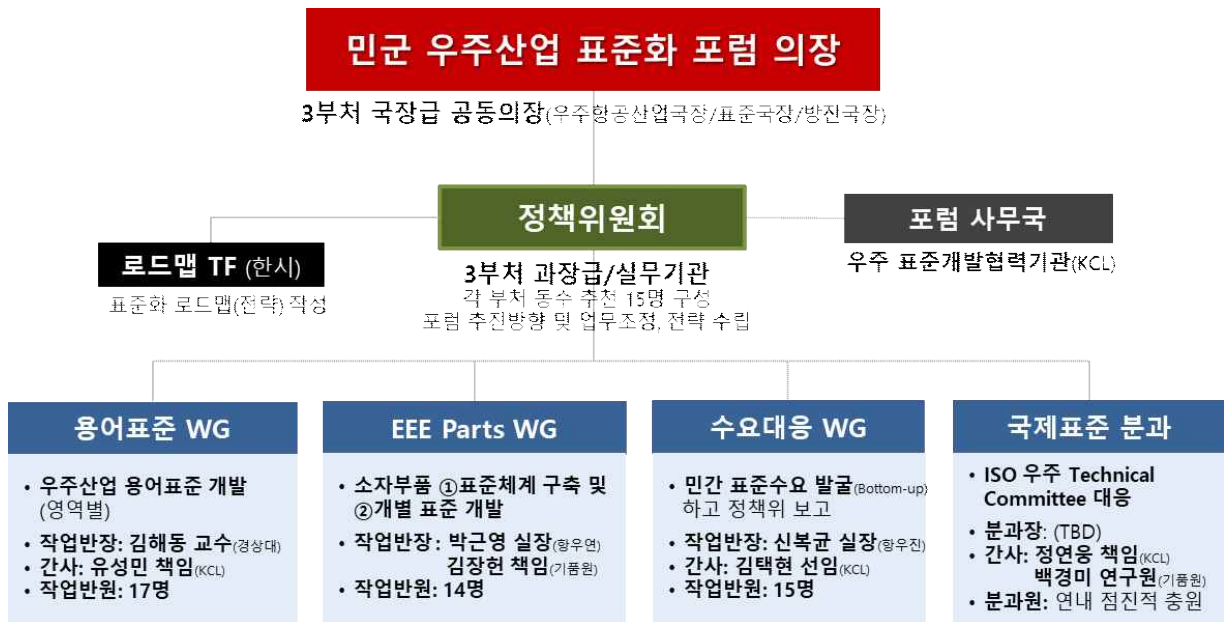 민군 우주산업 표준화 포럼 의장
3부처 국장급 공동의장(우주항공산업국장/표준국장/방진국장)
정책위원회
포럼 사무국
로드맵 TF (한시)
우주 표준개발협력기관(KCL)
3부처 과장급/실무기관
표준화 로드맵(전략) 작성
각 부처 동수 추천 15명 구성
포럼 추진방향 및 업무조정, 전략 수립
용어표준 WG
• 우주산업 용어표준 개발
(영역별)
• 작업반장: 김해동 교수(경상대)
• 간사: 유성민 책임(KCL)
• 작업반원: 17명
EEE Parts WG
• 소자부품 ①표준체계 구축 및
②개별 표준 개발
• 작업반장: 박근영 실장(항우연)
김장헌 책임(기품원)
• 작업반원: 14명
수요대응 WG
• 민간 표준수요 발굴(Bottom-up)
하고 정책위 보고
• 작업반장: 신복균 실장(항우진)
• 간사: 김택현 선임(KCL)
• 작업반원: 15명
국제표준 분과
• ISO 우주 Technical
Committee 대응
• 분과장: (TBD)
• 간사: 정연웅 책임(KCL)
백경미 연구원(기품원)
• 분과원: 연내 점진적 충원